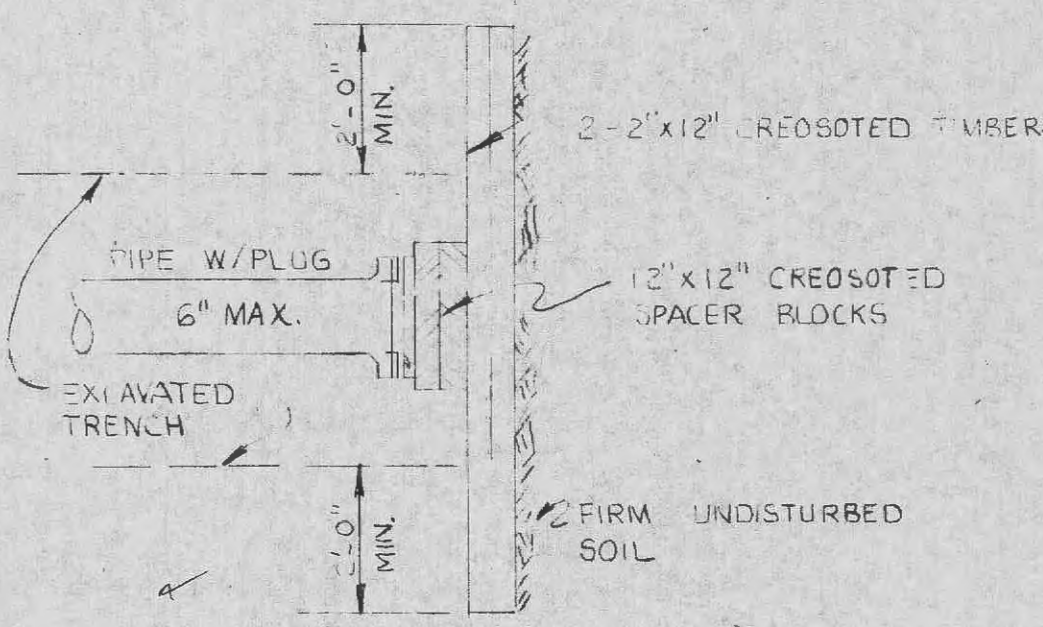 2'-0"
MIN.
2-2"x12" CREOSOTED TIMBER
PIPE W/PLUG
6" MAX.
12"x12" CREOSOTED
SPACER BLOCKS
EXCAVATED
TRENCH
2'-0"
MIN.
FIRM UNDISTURBED
SOIL